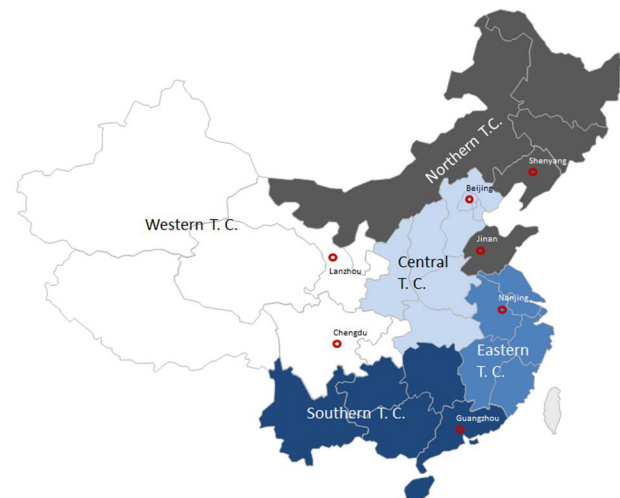 Northern T.C.
Shenyang
Beijing
Western T. C.
Jinan
Central
T. C.
Lanzhou
Nanjing
Chengdu
Eastern
T. C.
Southern T. C.
Guangzhou